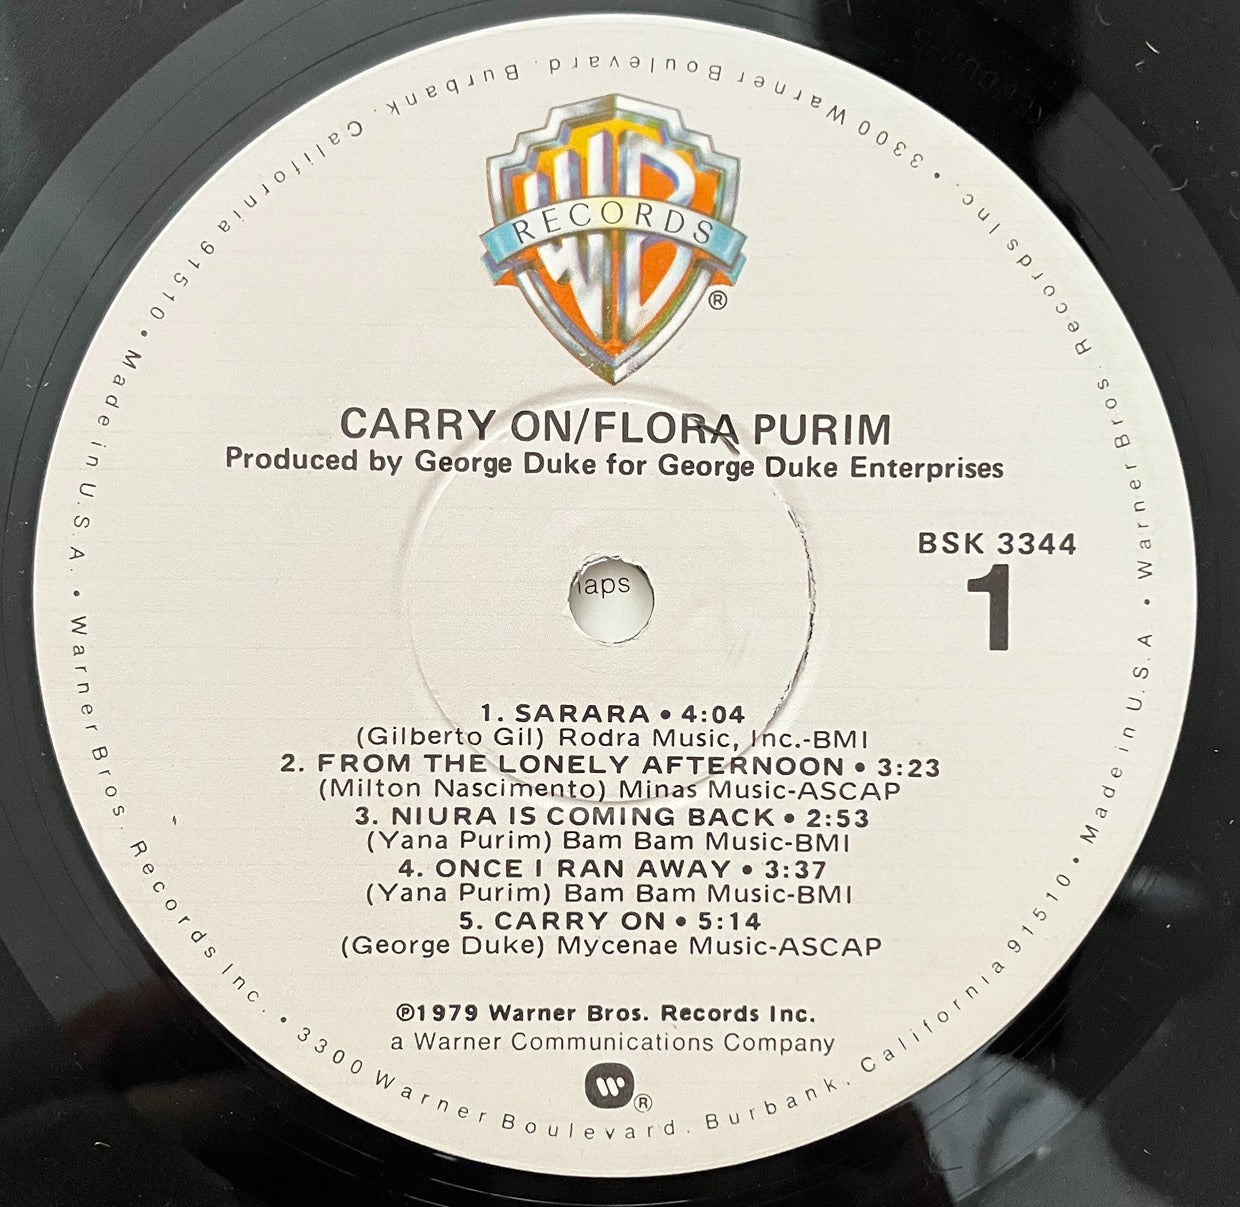 RECORDS
®
CARRY ON/FLORA PURIM
Produced by George Duke for George Duke Enterprises
BSK 3344
1
aps
1. SARARA • 4:04
(Gilberto Gil) Rodra Music, Inc.-BMI
2. FROM THE LONELY AFTERNOON • 3:23
(Milton Nascimento) Minas Music-ASCAP
3. NIURA IS COMING BACK • 2:53
(Yana Purim) Bam Bam Music-BMI
4. ONCE I RAN AWAY • 3:37
(Yana Purim) Bam Bam Music-BMI
5. CARRY ON • 5:14
(George Duke) Mycenae Music-ASCAP
℗1979 Warner Bros. Records Inc.
a Warner Communications Company
®
Made in U.S.A. • Warner Bros. Records Inc. • 3300 Warner Boulevard. Burbank. California 91510 • Made in U.S.A. • Warner Bros. Records Inc. • 3300 Warner Boulevard. Burbank. California 91510 •